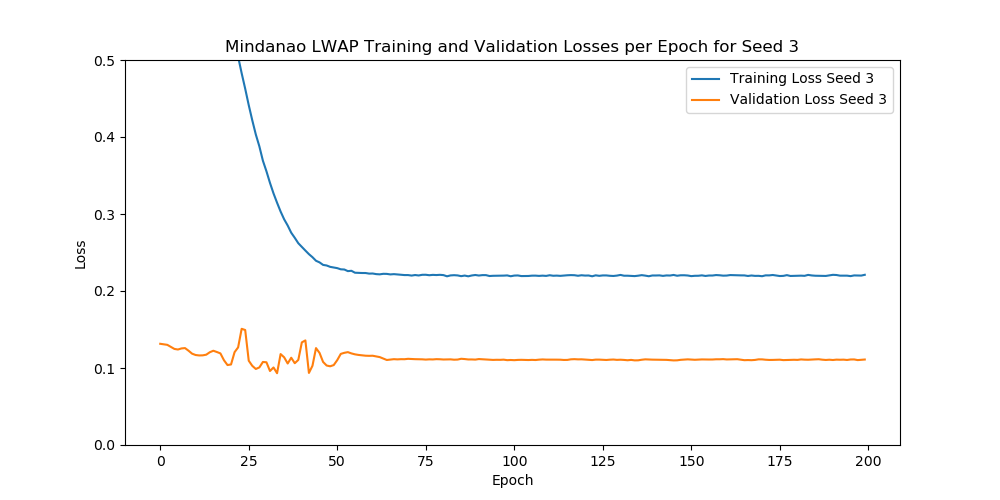 Mindanao LWAP Training and Validation Losses per Epoch for Seed 3
Training Loss Seed 3
Validation Loss Seed 3
Loss
0.5
0.4
0.3
0.2
0.1
0.0
0 25 50 75 100 125 150 175 200
Epoch